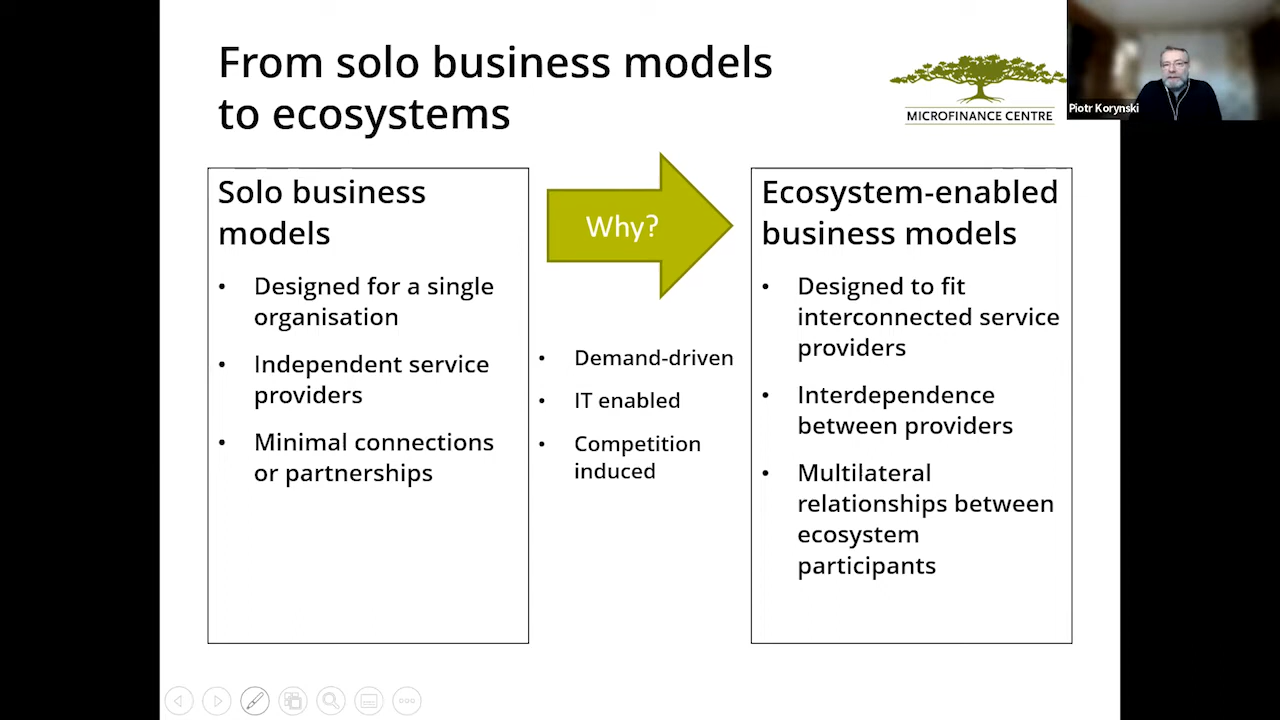 From solo business models
to ecosystems
MICROFINANCE CENTRE
Piotr Korynski
Solo business
models
• Designed for a single
organisation
• Independent service
providers
• Minimal connections
or partnerships
Why?
• Demand-driven
• IT enabled
• Competition
induced
Ecosystem-enabled
business models
• Designed to fit
interconnected service
providers
• Interdependence
between providers
• Multilateral
relationships between
ecosystem
participants